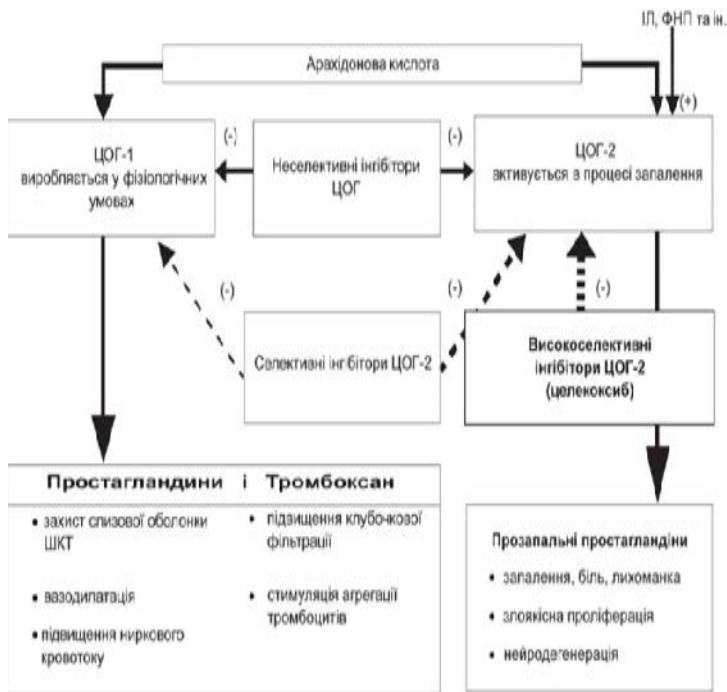 ІЛ, ФНП та ін.
Арахідонова кислота
(+)
ЦОГ-1
виробляється у фізіологічних
умовах
(-)
Неселективні інгібітори
ЦОГ
(-)
ЦОГ-2
активується в процесі запалення
(-)
(-)
(-)
Селективні інгібітори ЦОГ-2
Високоселективні
інгібітори ЦОГ-2
(целекоксиб)
Простагландини і Тромбоксан
• захист слизової оболонки
ШКТ
• вазодилатація
• підвищення ниркового
кровотоку
• підвищення клубочкової
фільтрації
• стимуляція агрегації
тромбоцитів
Прозапальні простагландіни
• запалення, біль, лихоманка
• злоякісна проліферація
• нейродегенерація